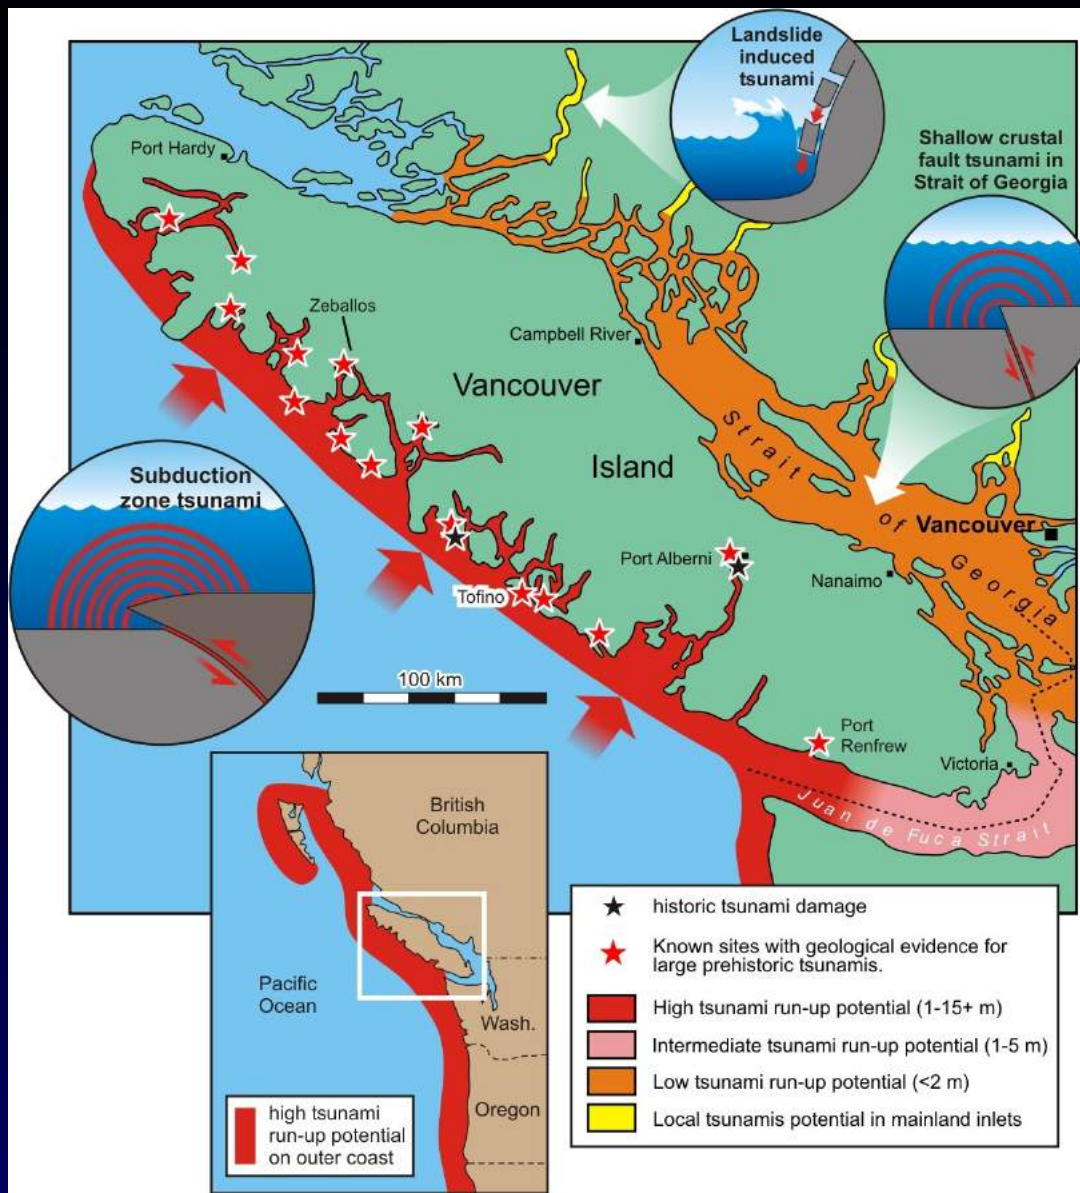 Landslide
induced
tsunami
Shallow crustal
fault tsunami in
Strait of Georgia
Port Hardy
Zeballos
Campbell River
Vancouver
Island
Strait
of
Georgia
Vancouver
Subduction
zone tsunami
Port Alberni
Nanaimo
Tofino
100 km
Port
Renfrew
Victoria
Juan de Fuca Strait
British
Columbia
Pacific
Ocean
Wash.
Oregon
high tsunami
run-up potential
on outer coast
historic tsunami damage
Known sites with geological evidence for
large prehistoric tsunamis.
High tsunami run-up potential (1-15+ m)
Intermediate tsunami run-up potential (1-5 m)
Low tsunami run-up potential (<2 m)
Local tsunamis potential in mainland inlets